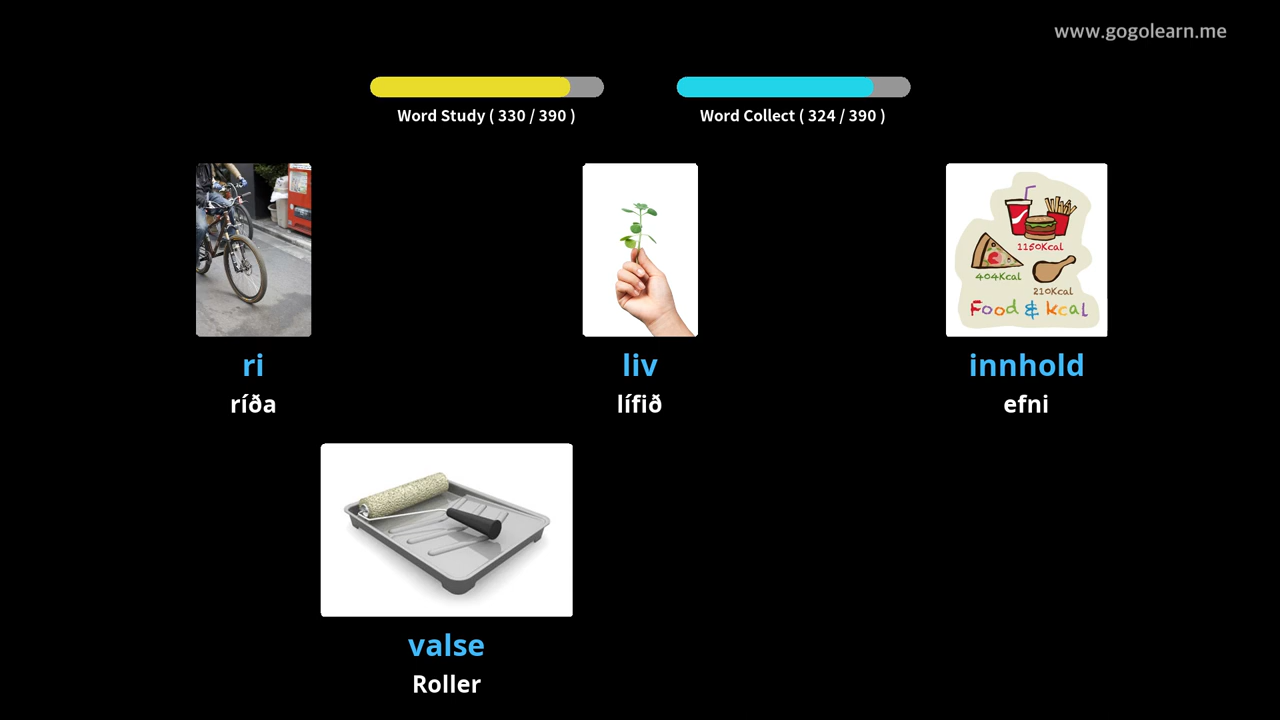 www.gogolearn.me
Word Study ( 330 / 390 )
Word Collect ( 324 / 390 )
1150Kcal
404Kcal
210Kcal
Food & kcal
ri
liv
innhold
ríða
lífið
efni
valse
Roller